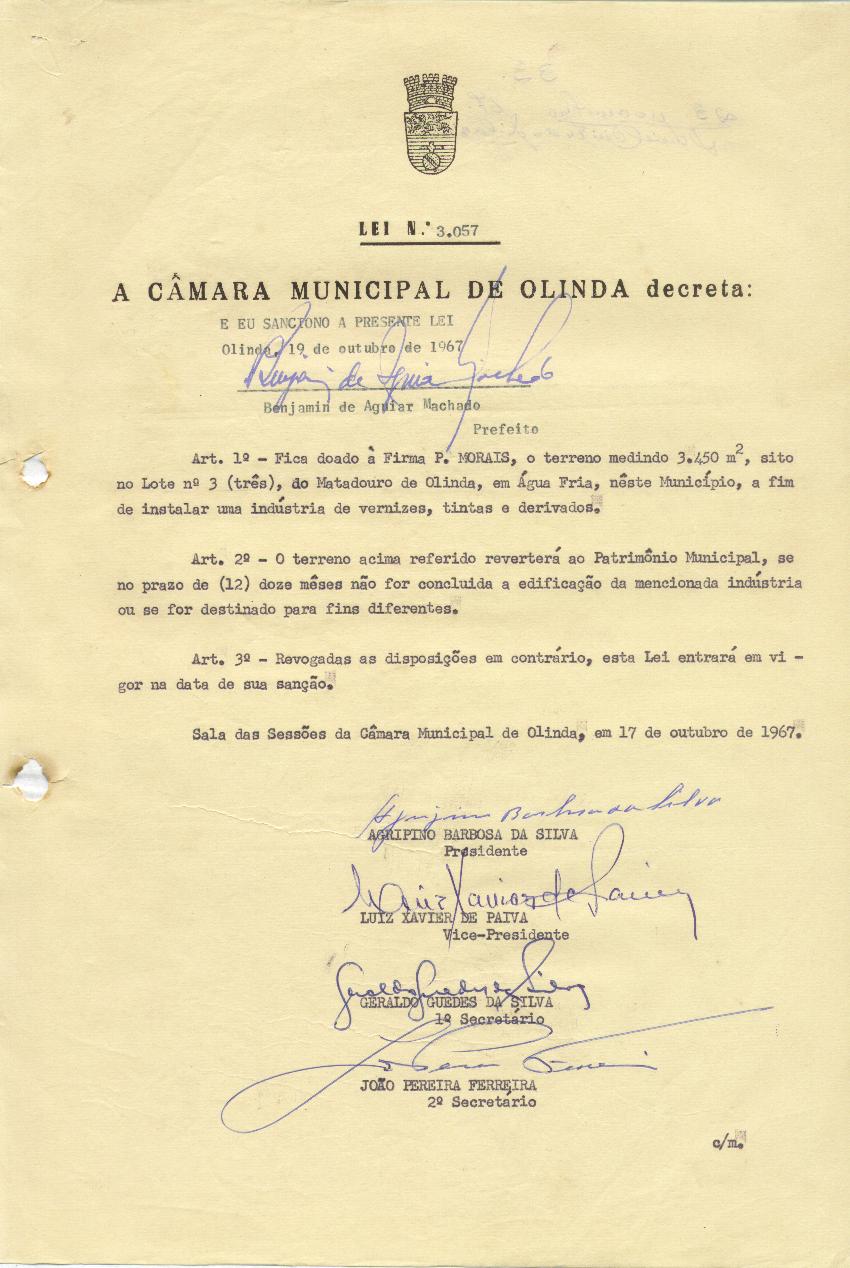 LEI N.º 3.057
A CÂMARA MUNICIPAL DE OLINDA decreta:
E EU SANCIONO A PRESENTE LEI
Olinda, 19 de outubro de 1967
Benjamin de Aguiar Machado
Benjamin de Aguiar Machado
Prefeito
Art. 1º - Fica doado à Firma P. MORAIS, o terreno medindo 3.450 m², sito
no Lote nº 3 (três), do Matadouro de Olinda, em Água Fria, nêste Município, a fim
de instalar uma indústria de vernizes, tintas e derivados.
Art. 2º - O terreno acima referido reverterá ao Patrimônio Municipal, se
no prazo de (12) doze mêses não for concluida a edificação da mencionada indústria
ou se for destinado para fins diferentes.
Art. 3º - Revogadas as disposições em contrário, esta Lei entrará em vi -
gor na data de sua sanção.
Sala das Sessões da Câmara Municipal de Olinda, em 17 de outubro de 1967.
Agripino Barbosa da Silva
AGRIPINO BARBOSA DA SILVA
Presidente
Luiz Xavier de Paiva
LUIZ XAVIER DE PAIVA
Vice-Presidente
Geraldo Guedes da Silva
GERALDO GUEDES DA SILVA
1º Secretário
João Pereira Ferreira
JOÃO PEREIRA FERREIRA
2º Secretário
c/m.